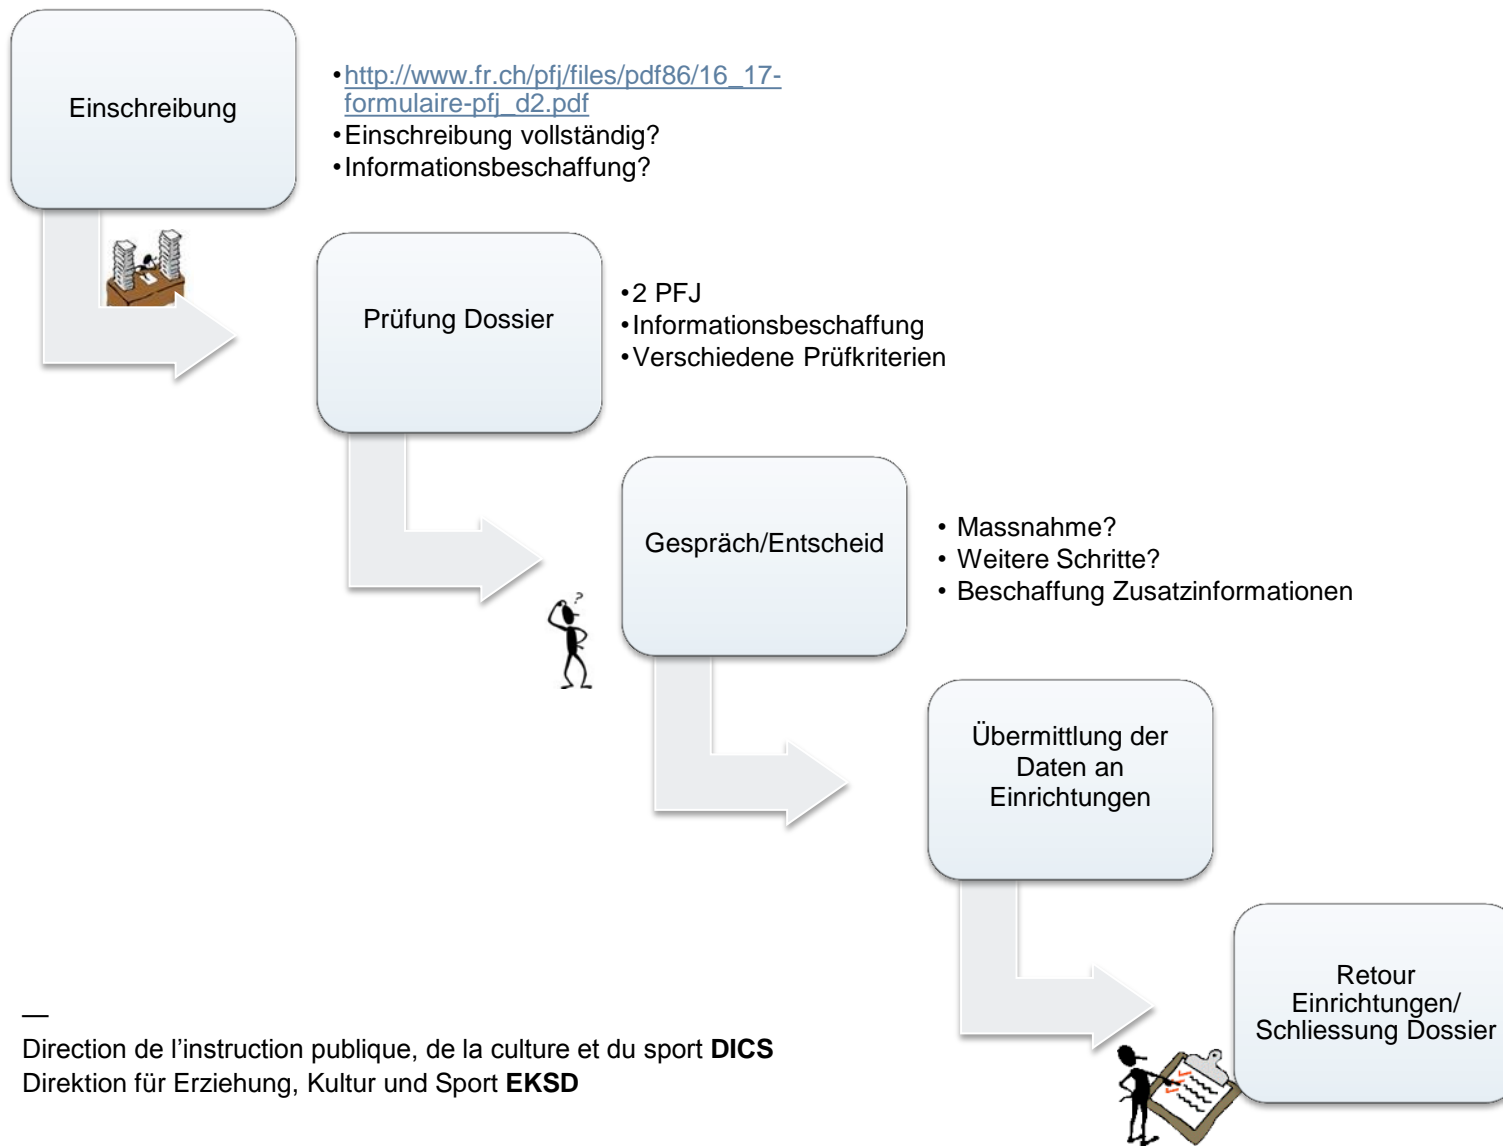 Einschreibung
•http://www.fr.ch/pfj/files/pdf86/16_17-
formulaire-pfj_d2.pdf
•Einschreibung vollständig?
•Informationsbeschaffung?
Prüfung Dossier
•2 PFJ
•Informationsbeschaffung
•Verschiedene Prüfkriterien
Gespräch/Entscheid
• Massnahme?
• Weitere Schritte?
• Beschaffung Zusatzinformationen
?
Übermittlung der
Daten an
Einrichtungen
Retour
Einrichtungen/
Schliessung Dossier
—
Direction de l’instruction publique, de la culture et du sport DICS
Direktion für Erziehung, Kultur und Sport EKSD